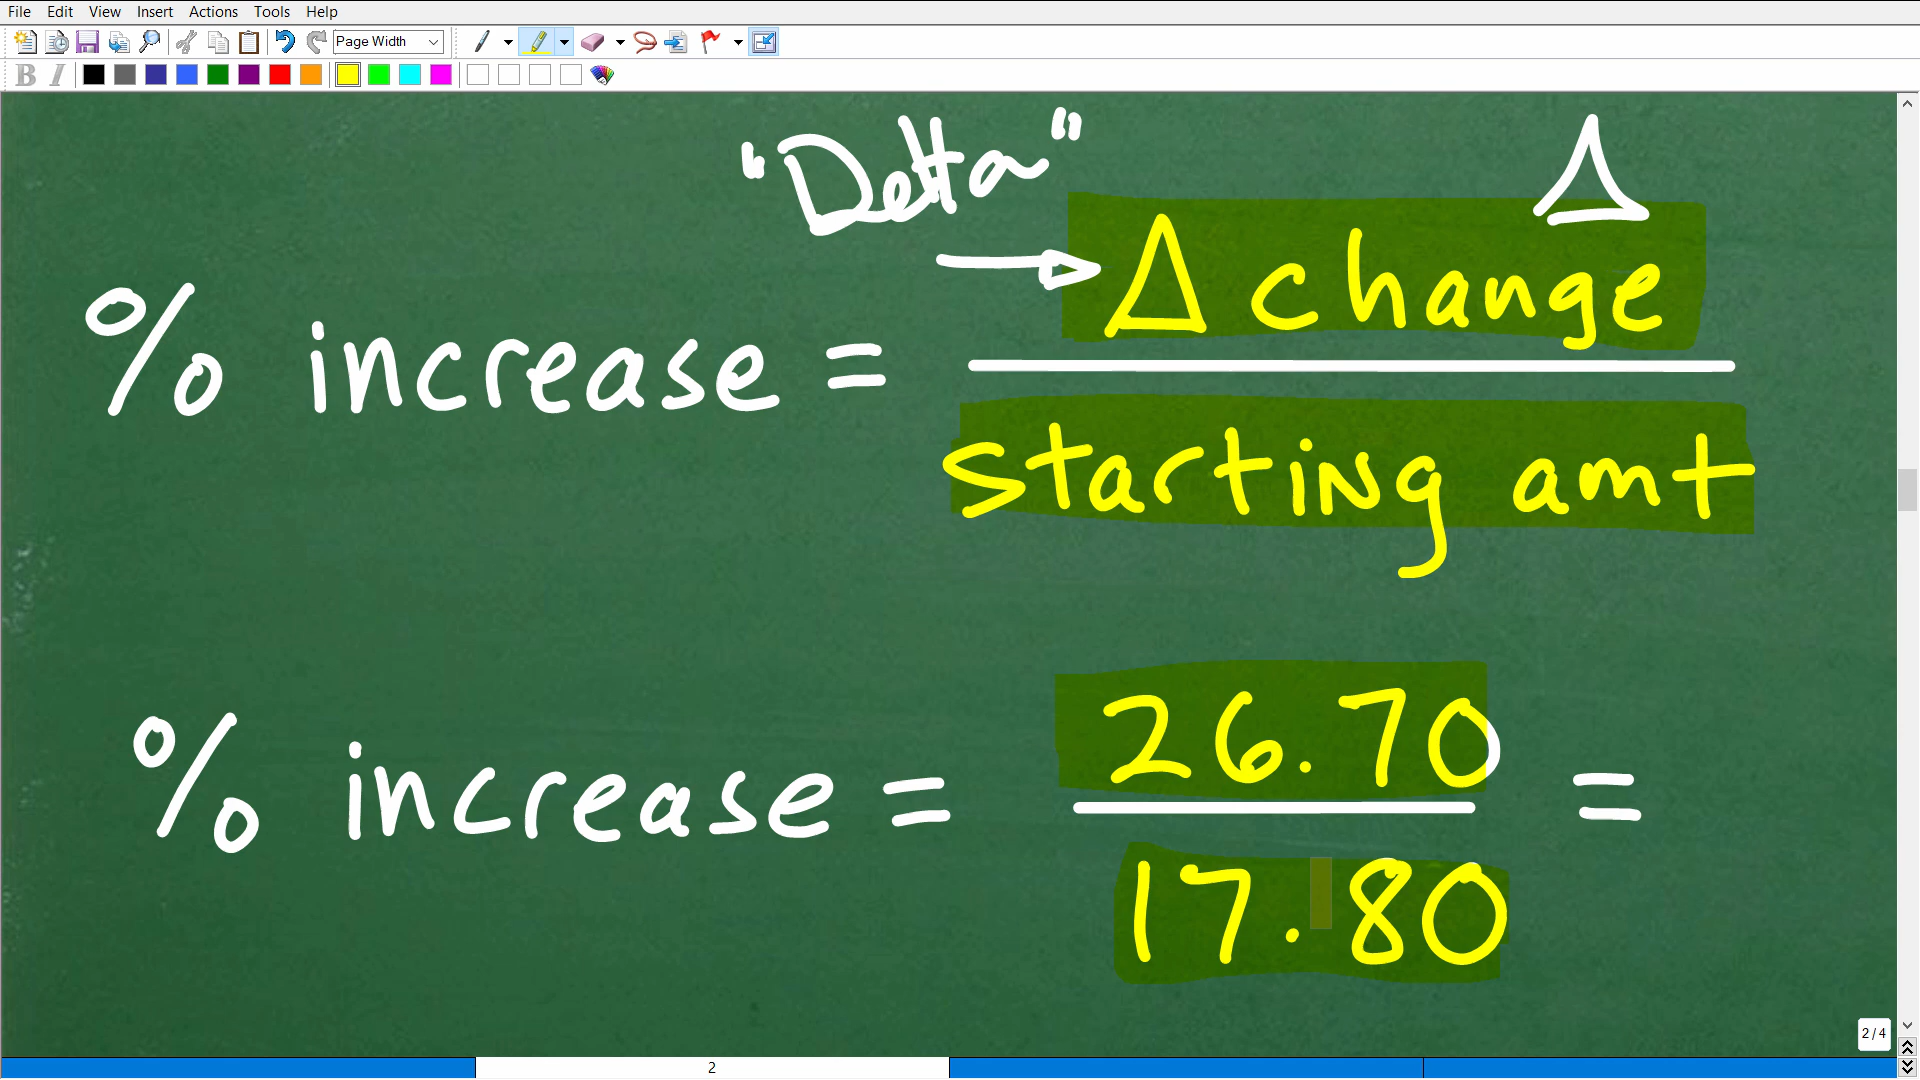 File Edit View Insert Actions Tools Help
Page Width
B I
"Delta" Δ
% increase = Δ change
starting amt
% increase = 26.70 =
17.80
2 / 4
2